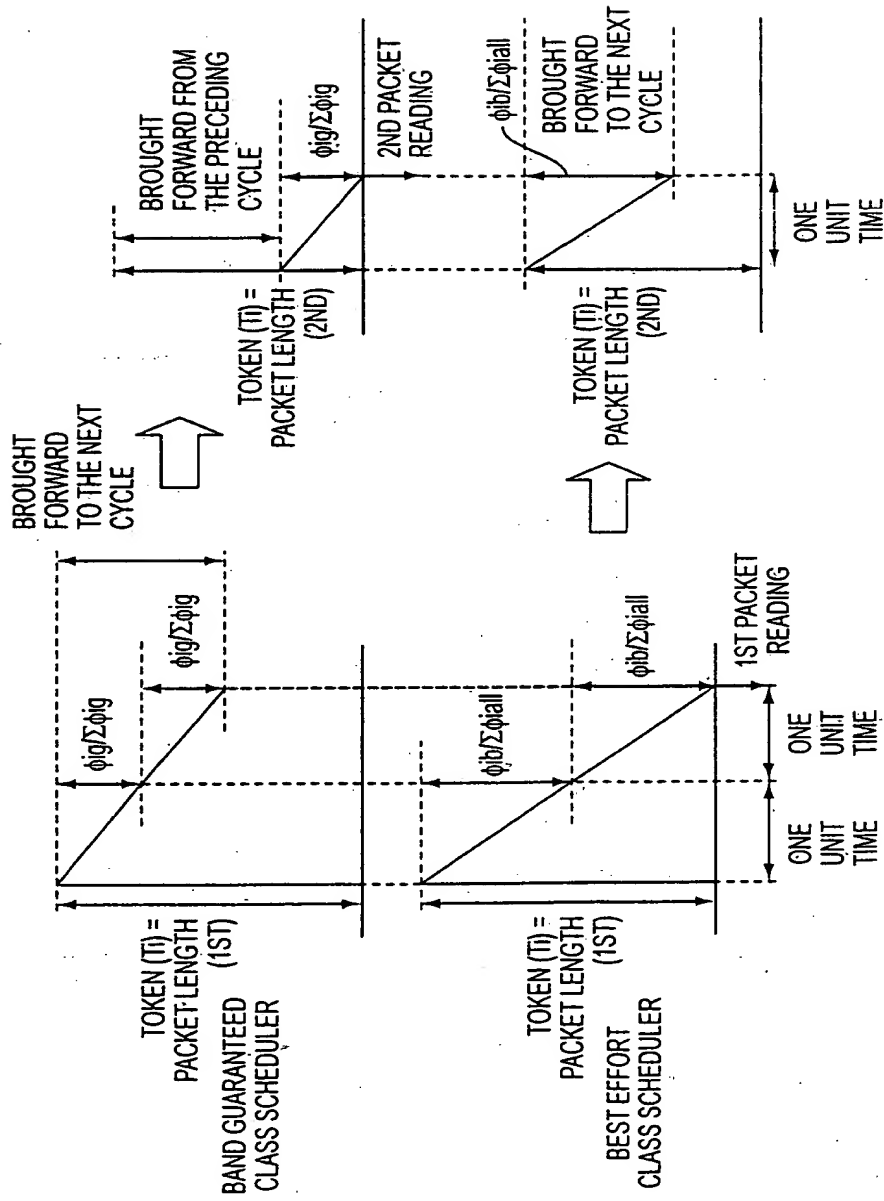 BROUGHT
FORWARD
TO THE NEXT
CYCLE
φig/Σφig
φig/Σφig
TOKEN (Ti) =
PACKET LENGTH
(1ST)
BAND GUARANTEED
CLASS SCHEDULER
BROUGHT
FORWARD FROM
THE PRECEDING
CYCLE
φig/Σφig
TOKEN (Ti) =
PACKET LENGTH
(2ND)
2ND PACKET
READING
φib/Σφiall
φib/Σφiall
TOKEN (Ti) =
PACKET LENGTH
(1ST)
BEST EFFORT
CLASS SCHEDULER
1ST PACKET
READING
ONE
UNIT
TIME
ONE
UNIT
TIME
φib/Σφiall
BROUGHT
FORWARD
TO THE NEXT
CYCLE
TOKEN (Ti) =
PACKET LENGTH
(2ND)
ONE
UNIT
TIME